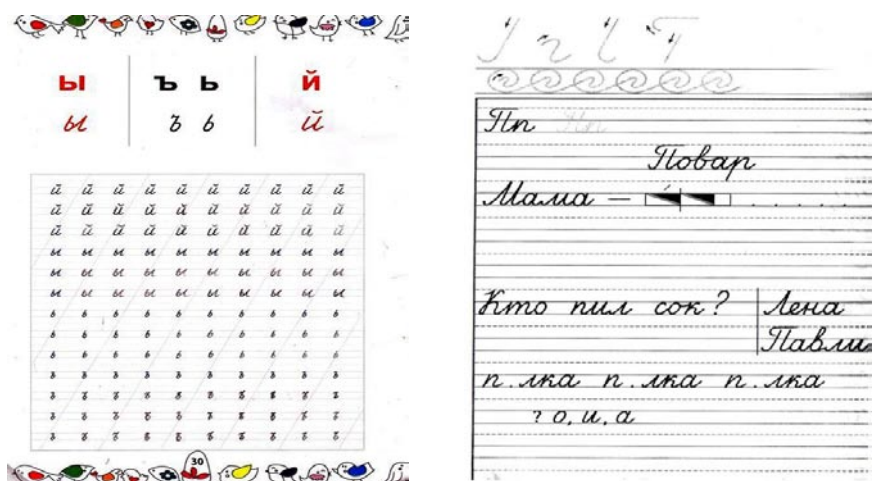 ы ъ ь й
ы ъ ь й
й й й й й й й й й й
й й й й й й й й й й
й й й й й й й й й й
ы ы ы ы ы ы ы ы ы ы
ы ы ы ы ы ы ы ы ы ы
ы ы ы ы ы ы ы ы ы ы
ь ь ь ь ь ь ь ь ь ь
ь ь ь ь ь ь ь ь ь ь
ь ь ь ь ь ь ь ь ь ь
ъ ъ ъ ъ ъ ъ ъ ъ ъ ъ
ъ ъ ъ ъ ъ ъ ъ ъ ъ ъ
ъ ъ ъ ъ ъ ъ ъ ъ ъ ъ
ъ ъ ъ ъ ъ ъ ъ ъ ъ ъ
30
Пп Пп
Повар
Мама —
Кто пил сок? Лена
Павли
п . лка п . лка п . лка
? о, и, а